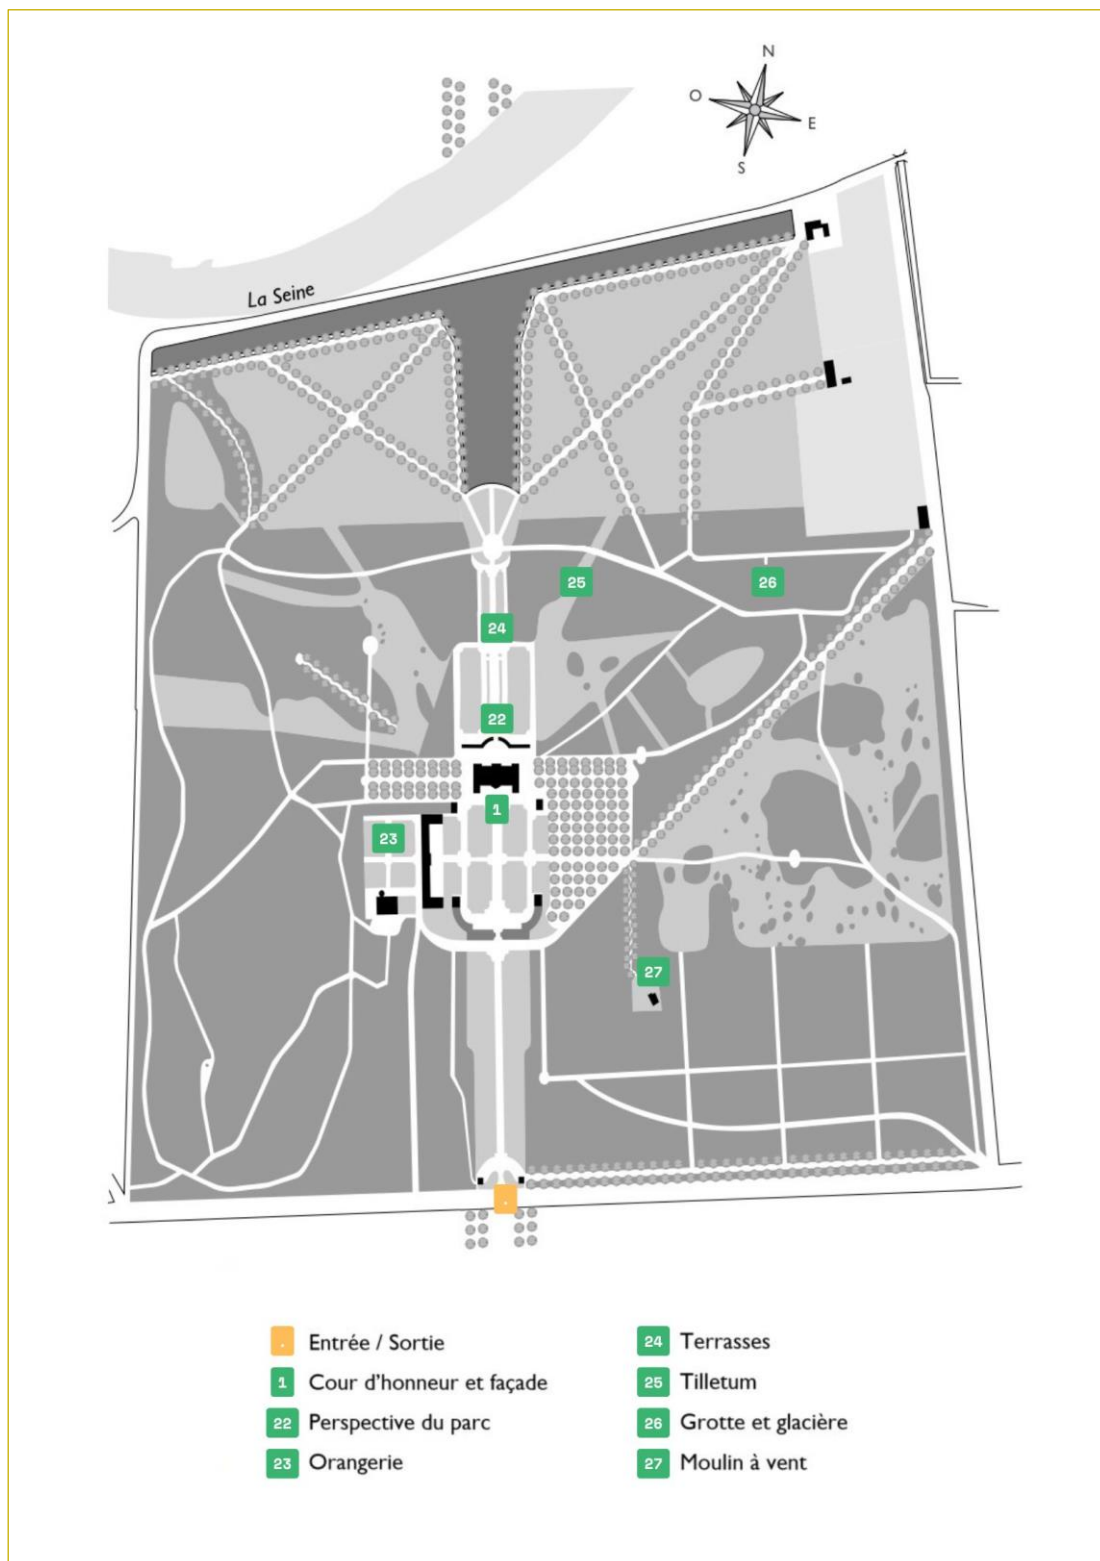 N
O
E
S
La Seine
25
26
24
22
1
23
27
.
. Entrée / Sortie
1 Cour d'honneur et façade
22 Perspective du parc
23 Orangerie
24 Terrasses
25 Tilletum
26 Grotte et glacière
27 Moulin à vent